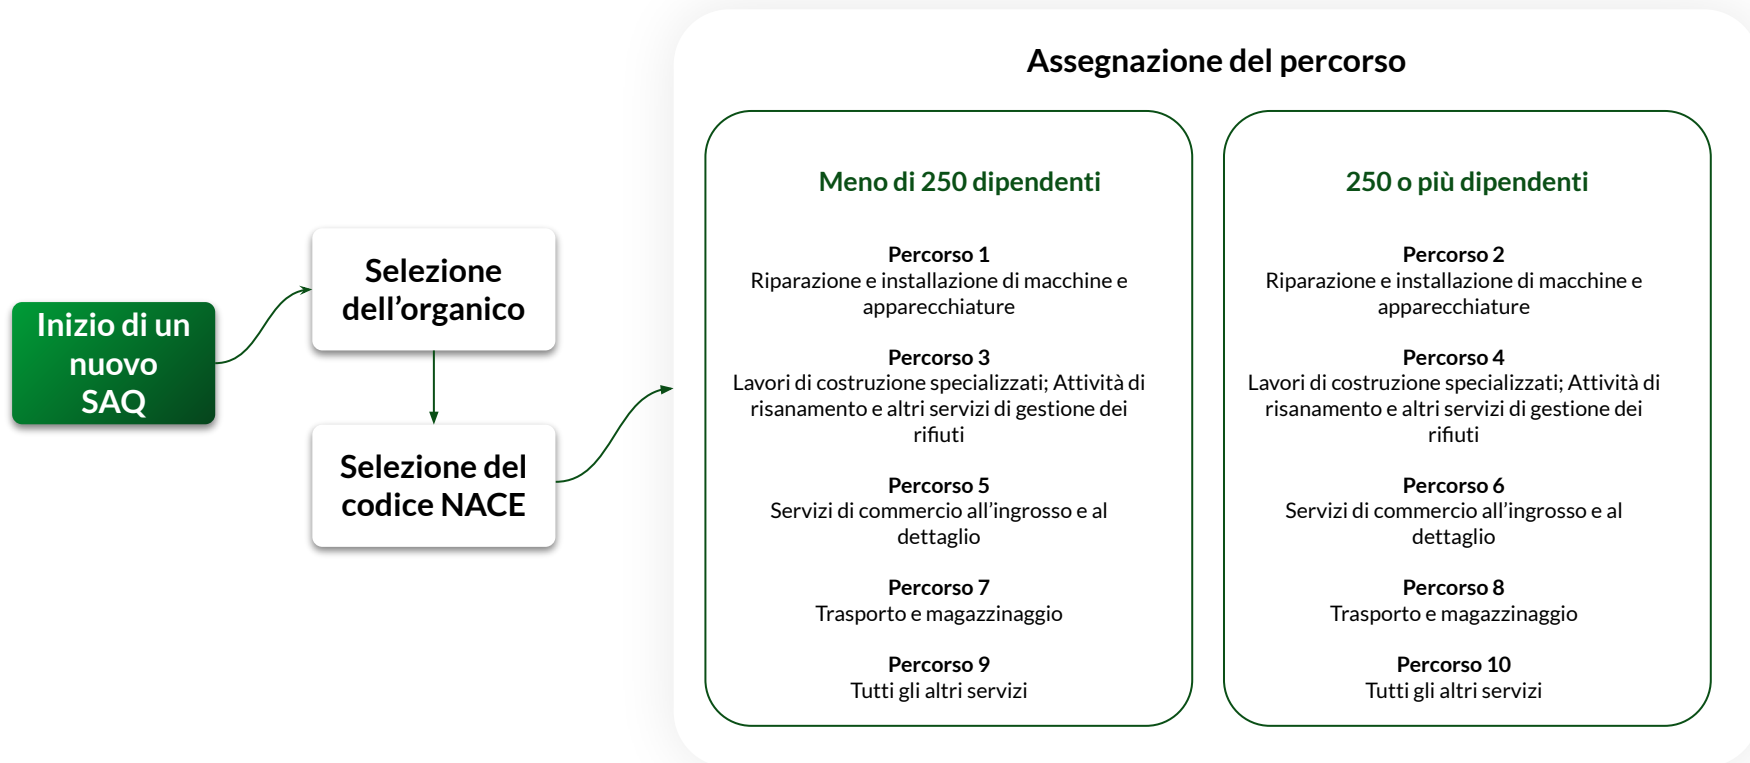 Assegnazione del percorso
Inizio di un
nuovo
SAQ
Selezione
dell’organico
Selezione del
codice NACE
Meno di 250 dipendenti
Percorso 1
Riparazione e installazione di macchine e
apparecchiature
Percorso 3
Lavori di costruzione specializzati; Attività di
risanamento e altri servizi di gestione dei
rifiuti
Percorso 5
Servizi di commercio all’ingrosso e al
dettaglio
Percorso 7
Trasporto e magazzinaggio
Percorso 9
Tutti gli altri servizi
250 o più dipendenti
Percorso 2
Riparazione e installazione di macchine e
apparecchiature
Percorso 4
Lavori di costruzione specializzati; Attività di
risanamento e altri servizi di gestione dei
rifiuti
Percorso 6
Servizi di commercio all’ingrosso e al
dettaglio
Percorso 8
Trasporto e magazzinaggio
Percorso 10
Tutti gli altri servizi